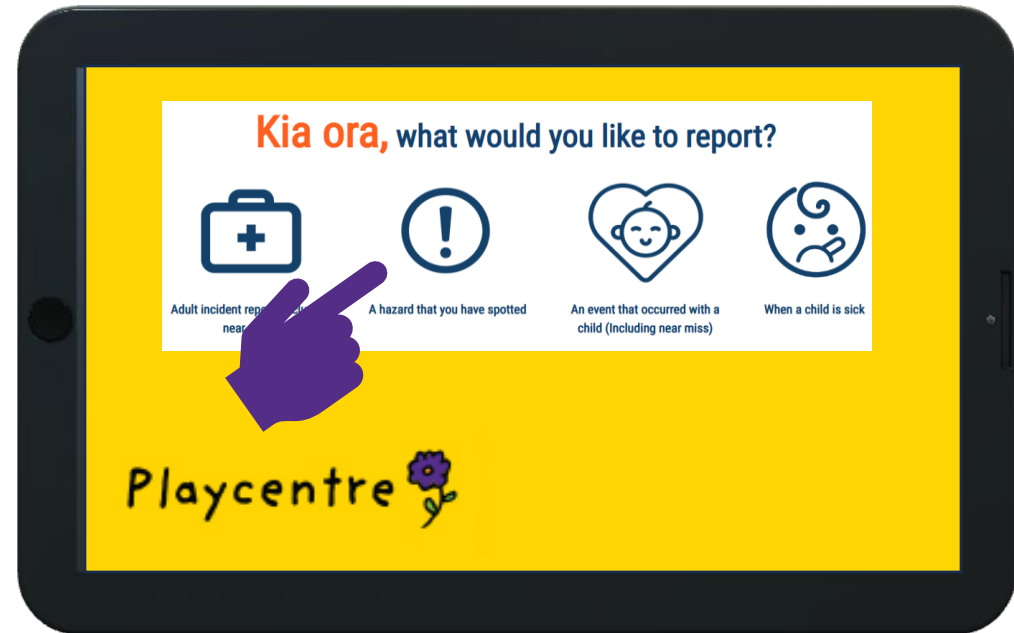 Kia ora, what would you like to report?
Adult incident
near
A hazard that you have spotted
An event that occurred with a
child (Including near miss)
When a child is sick
Playcentre